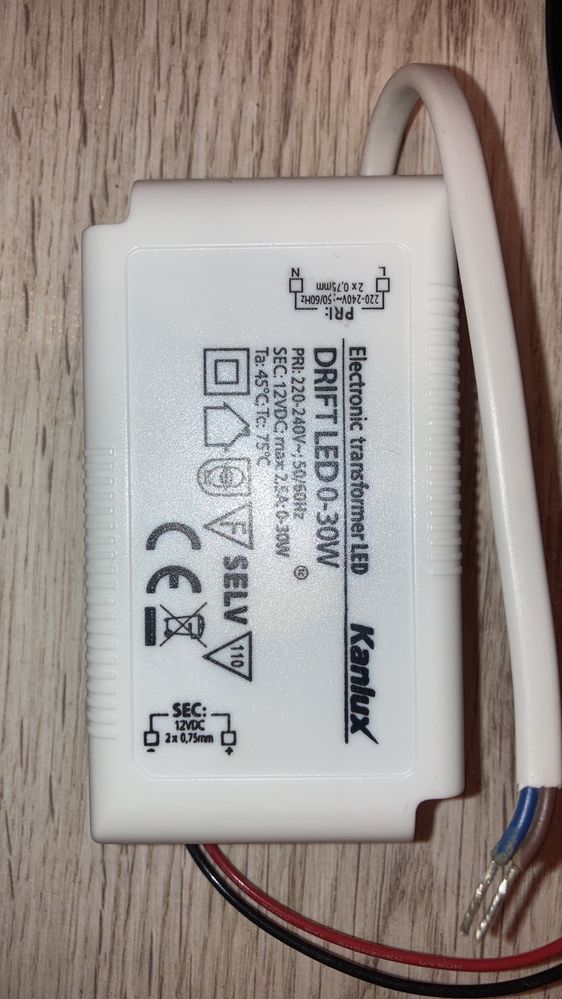 Electronic transformer LED
Kanlux
DRIFT LED 0-30W
PRI: 220-240V~; 50/60Hz
SEC: 12VDC; max 2,5A; 0-30W
Ta: 45°C; Tc: 75°C
tc
F
SELV
110
CE
PRI:
220-240V~; 50/60Hz
2 x 0,75mm
L
N
SEC:
12VDC
2 x 0,75mm
- +